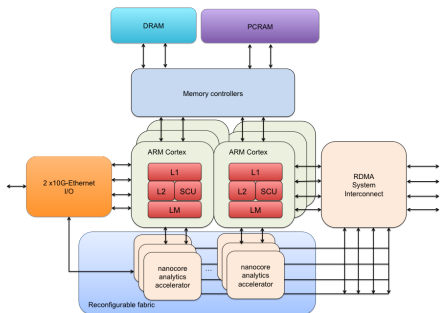 DRAM
PCRAM
Memory controllers
ARM Cortex
L1
L2
SCU
LM
ARM Cortex
L1
L2
SCU
LM
2 x10G-Ethernet
I/O
RDMA
System
Interconnect
nanocore
analytics
accelerator
...
nanocore
analytics
accelerator
Reconfigurable fabric